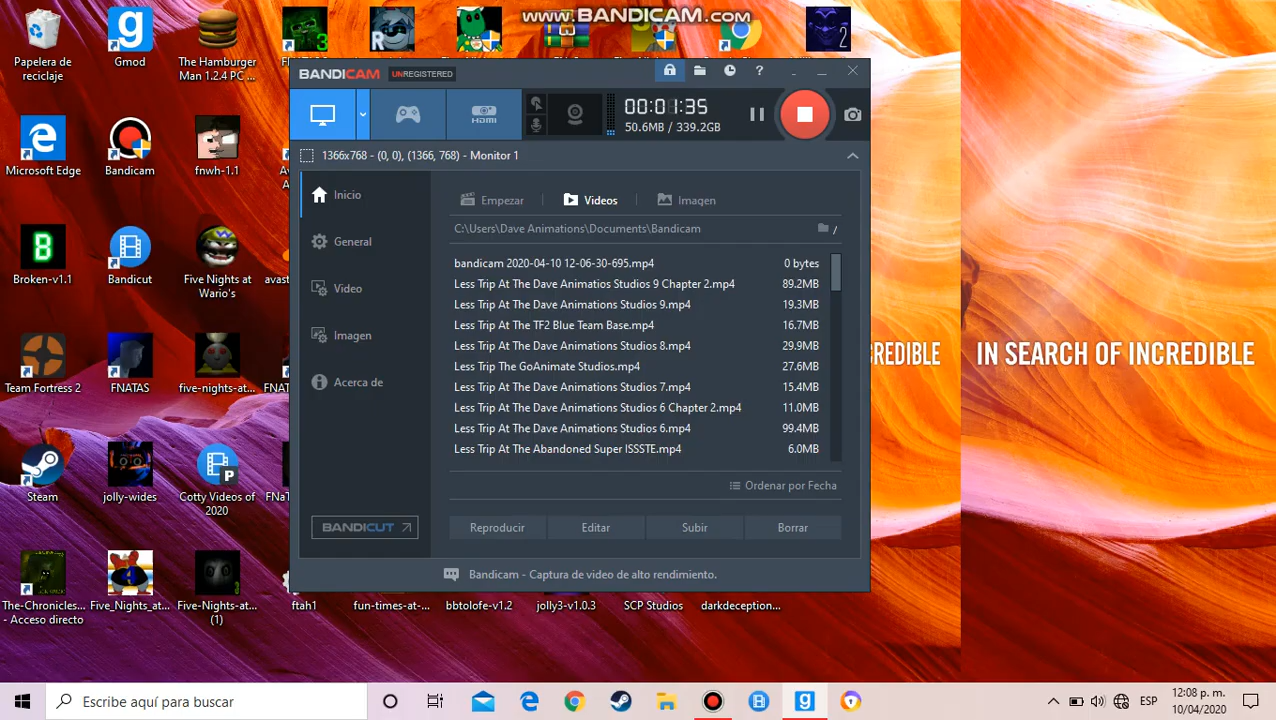 www.BANDICAM.com
Papelera de reciclaje
Gmod
The Hamburger Man 1.2.4 PC ...
3
R
2
BANDICAM UNREGISTERED
HDMI
00:01:35
50.6MB / 339.2GB
1366x768 - (0, 0), (1366, 768) - Monitor 1
Microsoft Edge
Bandicam
fnwh-1.1
Inicio
General
Video
Imagen
Acerca de
BANDICUT
Empezar
Videos
Imagen
C:\Users\Dave Animations\Documents\Bandicam
/
bandicam 2020-04-10 12-06-30-695.mp4 0 bytes
Less Trip At The Dave Animatios Studios 9 Chapter 2.mp4 89.2MB
Less Trip At The Dave Animations Studios 9.mp4 19.3MB
Less Trip At The TF2 Blue Team Base.mp4 16.7MB
Less Trip At The Dave Animations Studios 8.mp4 29.9MB
Less Trip The GoAnimate Studios.mp4 27.6MB
Less Trip At The Dave Animations Studios 7.mp4 15.4MB
Less Trip At The Dave Animations Studios 6 Chapter 2.mp4 11.0MB
Less Trip At The Dave Animations Studios 6.mp4 99.4MB
Less Trip At The Abandoned Super ISSSTE.mp4 6.0MB
Ordenar por Fecha
Reproducir
Editar
Subir
Borrar
Bandicam - Captura de video de alto rendimiento.
Broken-v1.1
Bandicut
Five Nights at Wario's
avast
Team Fortress 2
FNATAS
five-nights-at...
FNAT
CREDIBLE
IN SEARCH OF INCREDIBLE
Steam
jolly-wides
Cotty Videos of 2020
The-Chronicles... - Acceso directo
Five_Nights_at...
Five-Nights-at... (1)
ftah1
fun-times-at-...
bbtolofe-v1.2
jolly3-v1.0.3
SCP Studios
darkdeception...
Escribe aquí para buscar
ESP
12:08 p. m.
10/04/2020